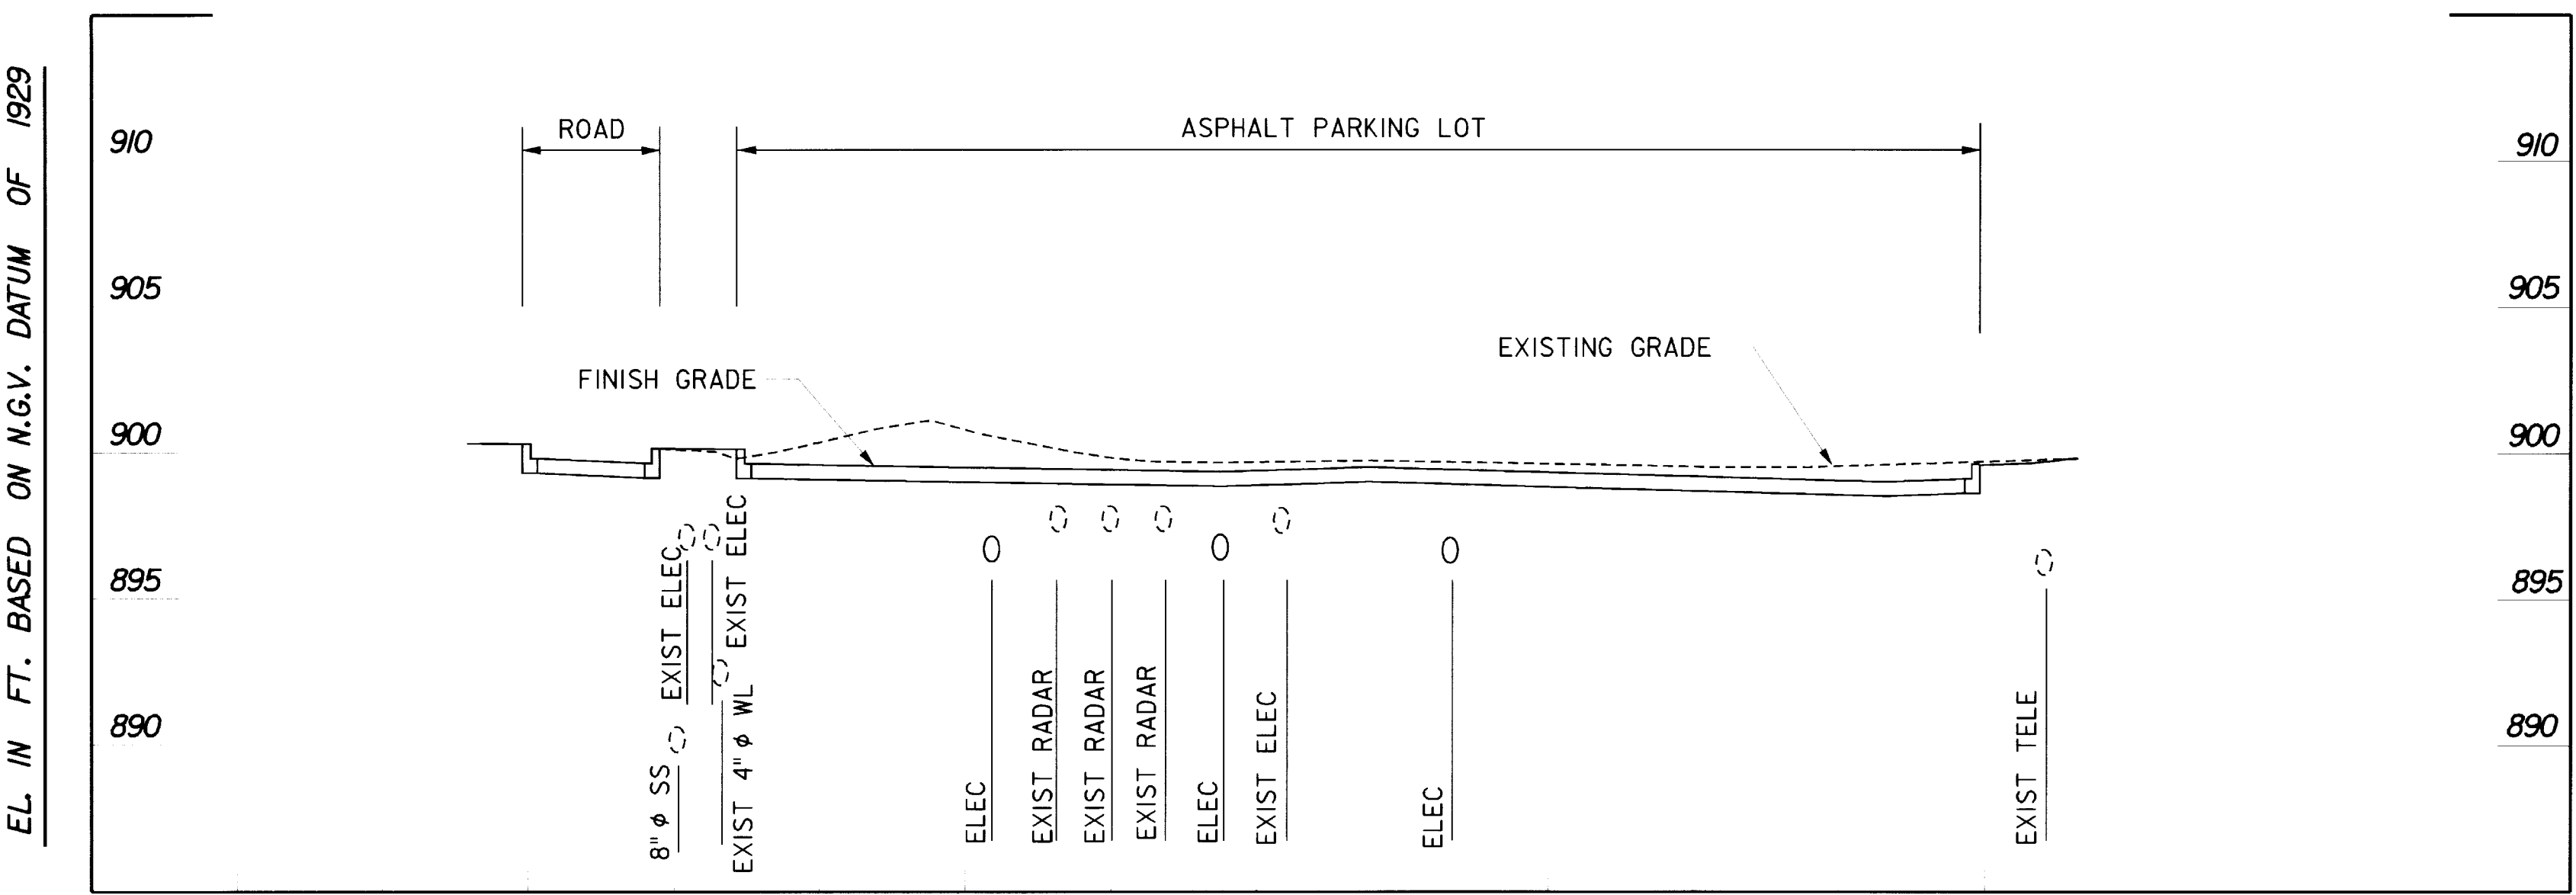 EL. IN FT. BASED ON N.G.V. DATUM OF 1929
ROAD
ASPHALT PARKING LOT
910
910
905
905
EXISTING GRADE
FINISH GRADE
900
900
895
895
890
890
8" φ SS
EXIST ELEC
EXIST 4" φ WL
EXIST ELEC
ELEC
EXIST RADAR
EXIST RADAR
EXIST RADAR
ELEC
EXIST ELEC
ELEC
EXIST TELE